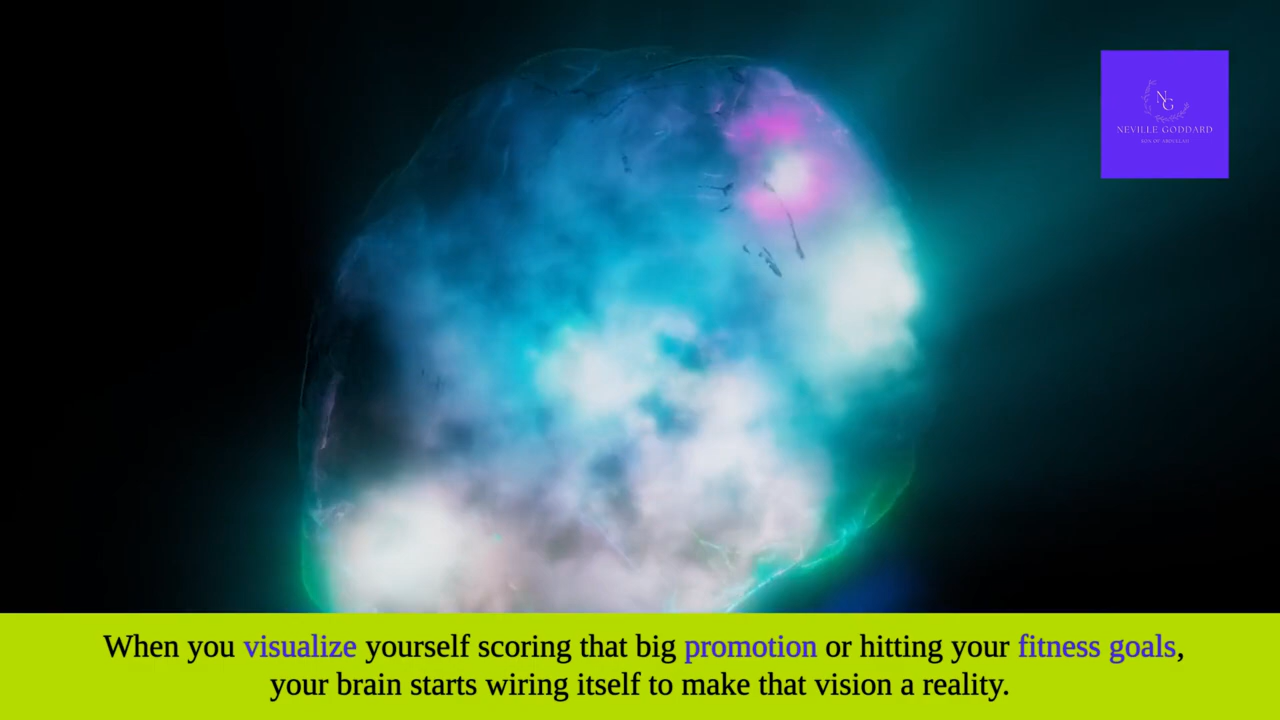 NG
NEVILLE GODDARD
When you visualize yourself scoring that big promotion or hitting your fitness goals,
your brain starts wiring itself to make that vision a reality.